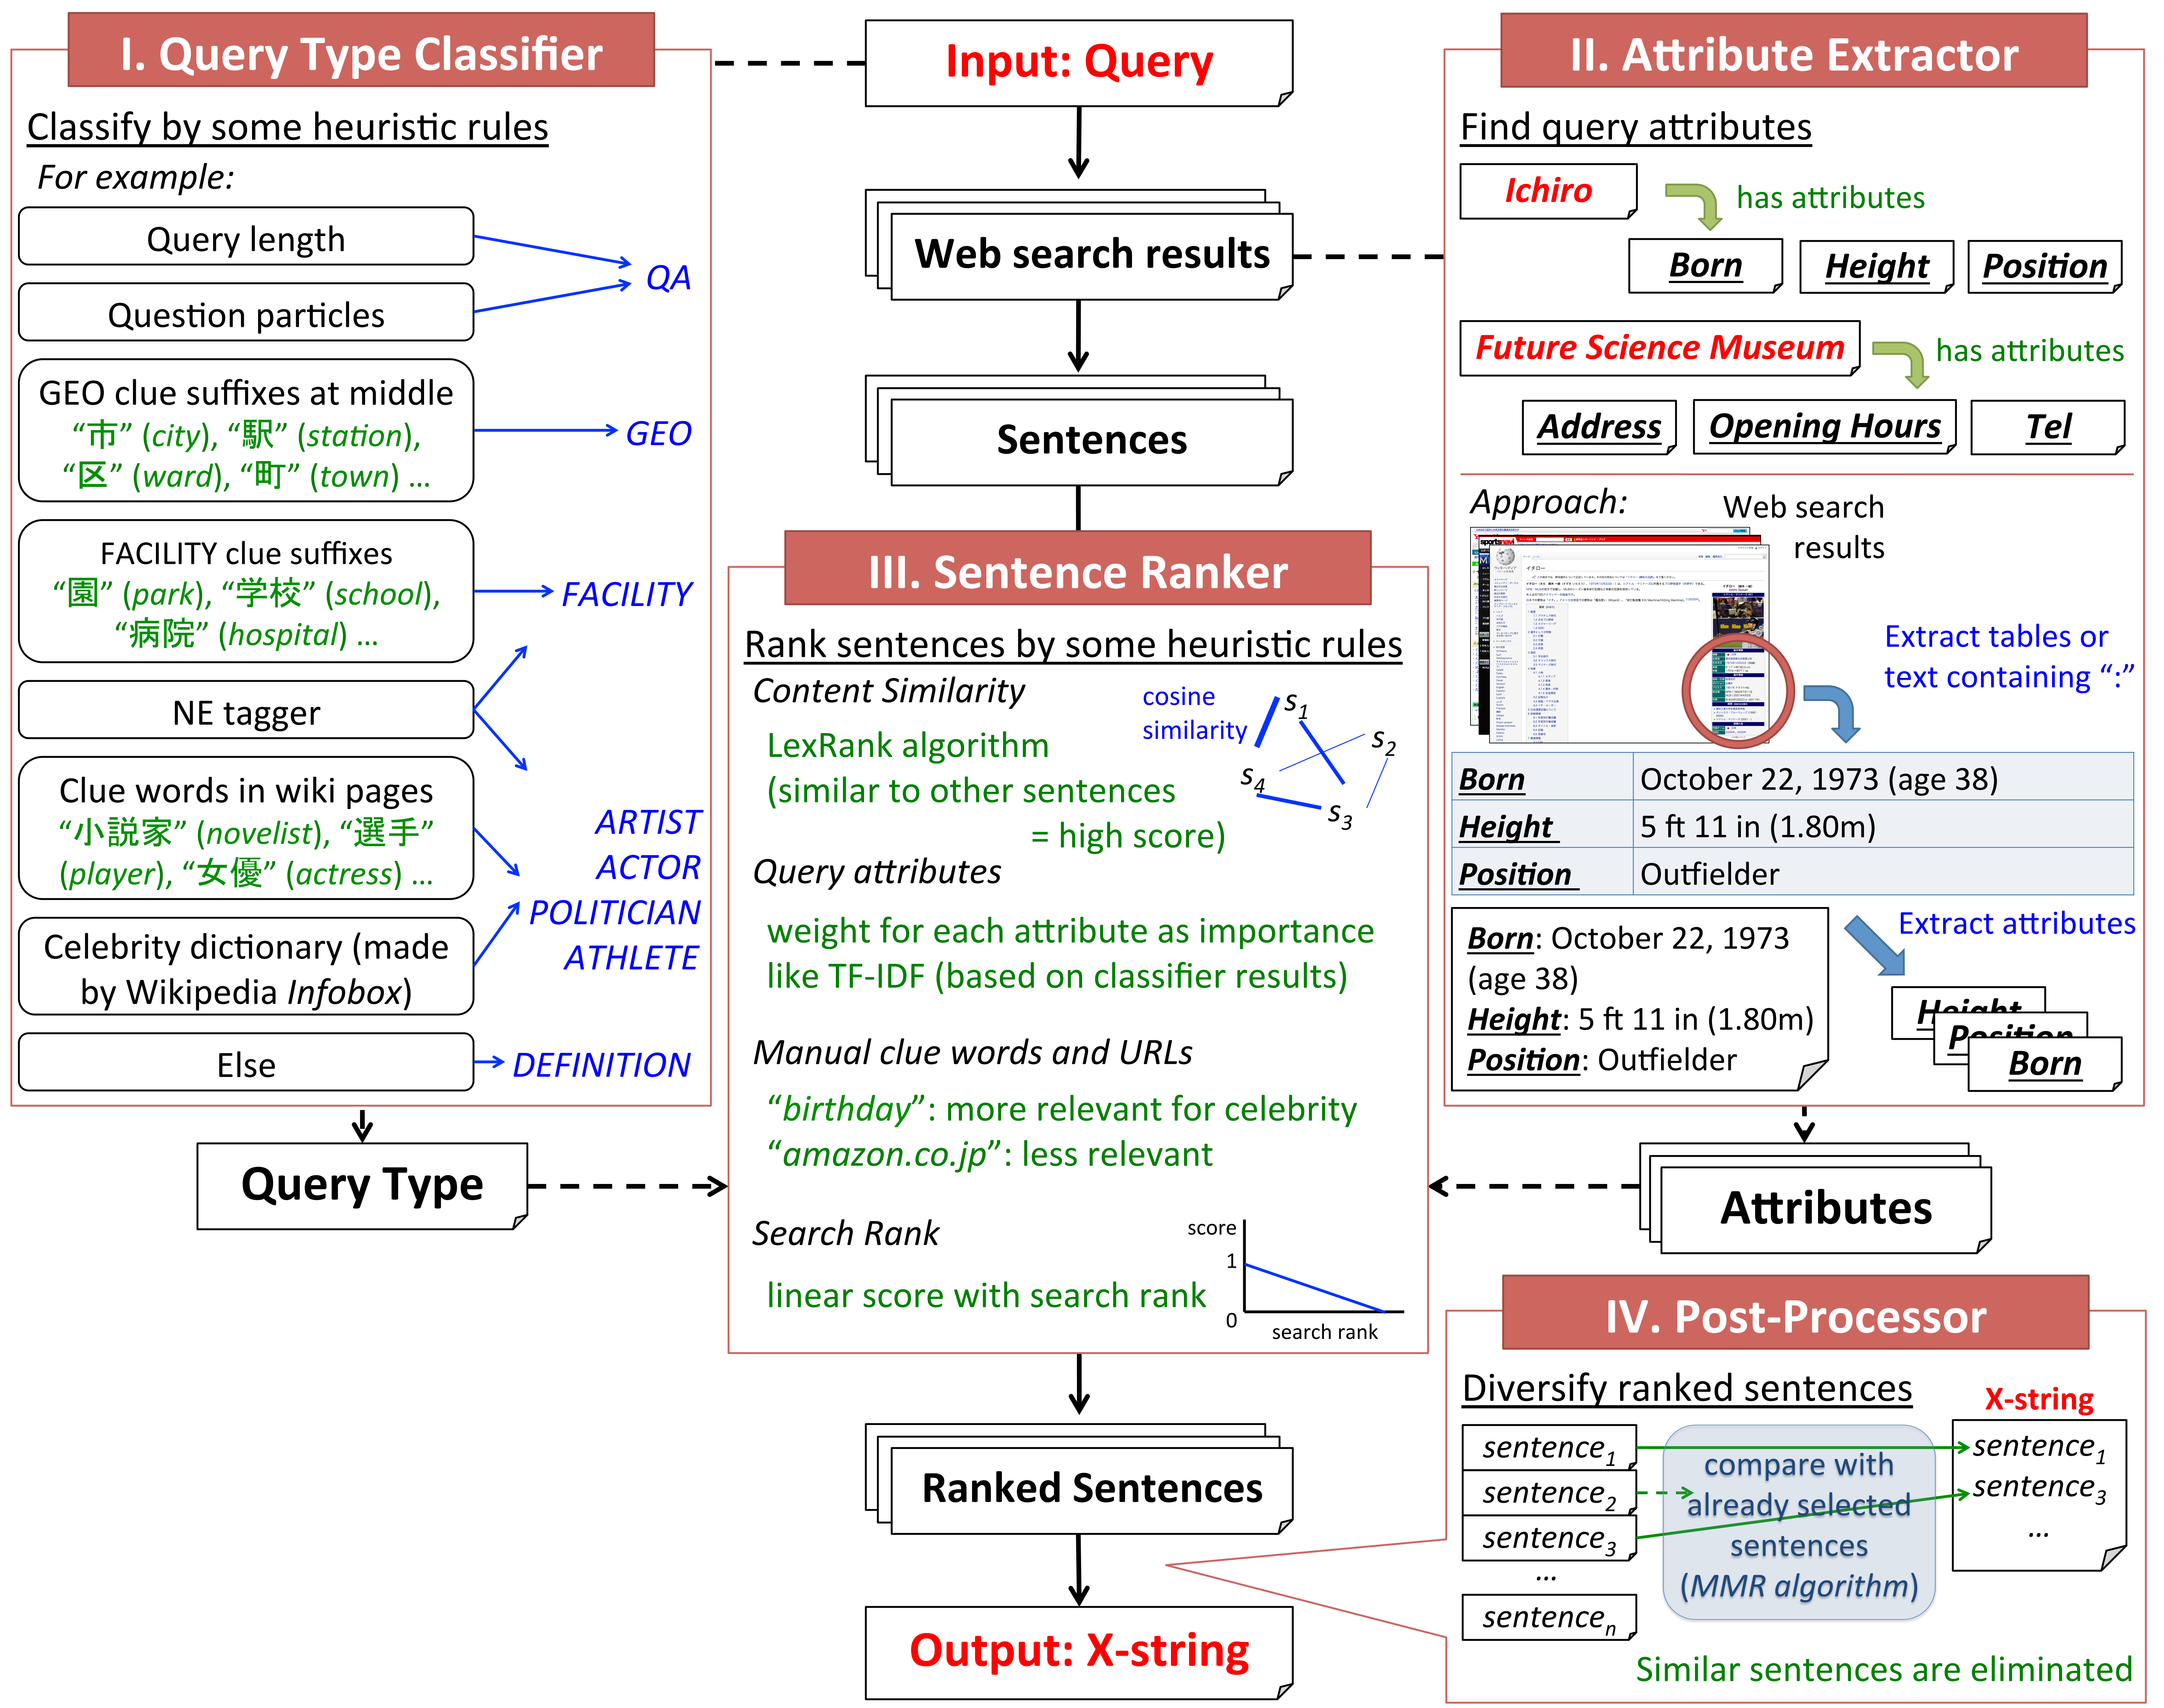 I. Query Type Classifier
Classify by some heuristic rules
For example:
Query length
Question particles
QA
GEO clue suffixes at middle
“市” (city), “駅” (station),
“区” (ward), “町” (town) ...
GEO
FACILITY clue suffixes
“園” (park), “学校” (school),
“病院” (hospital) ...
FACILITY
NE tagger
Clue words in wiki pages
“小説家” (novelist), “選手”
(player), “女優” (actress) ...
ARTIST
ACTOR
POLITICIAN
ATHLETE
Celebrity dictionary (made
by Wikipedia Infobox)
Else
DEFINITION
Query Type
Input: Query
Web search results
Sentences
III. Sentence Ranker
Rank sentences by some heuristic rules
Content Similarity
LexRank algorithm
(similar to other sentences
= high score)
cosine
similarity
s1
s2
s4
s3
Query attributes
weight for each attribute as importance
like TF-IDF (based on classifier results)
Manual clue words and URLs
“birthday”: more relevant for celebrity
“amazon.co.jp”: less relevant
Search Rank
linear score with search rank
score
1
0
search rank
Ranked Sentences
Output: X-string
II. Attribute Extractor
Find query attributes
Ichiro
has attributes
Born
Height
Position
Future Science Museum
has attributes
Address
Opening Hours
Tel
Approach:
Web search
results
sportsnavi
イチロー
Extract tables or
text containing “:”
Born October 22, 1973 (age 38)
Height 5 ft 11 in (1.80m)
Position Outfielder
Born: October 22, 1973
(age 38)
Height: 5 ft 11 in (1.80m)
Position: Outfielder
Extract attributes
Height
Position
Born
Attributes
IV. Post-Processor
Diversify ranked sentences
X-string
sentence1
sentence2
sentence3
...
sentencen
compare with
already selected
sentences
(MMR algorithm)
sentence1
sentence3
...
Similar sentences are eliminated